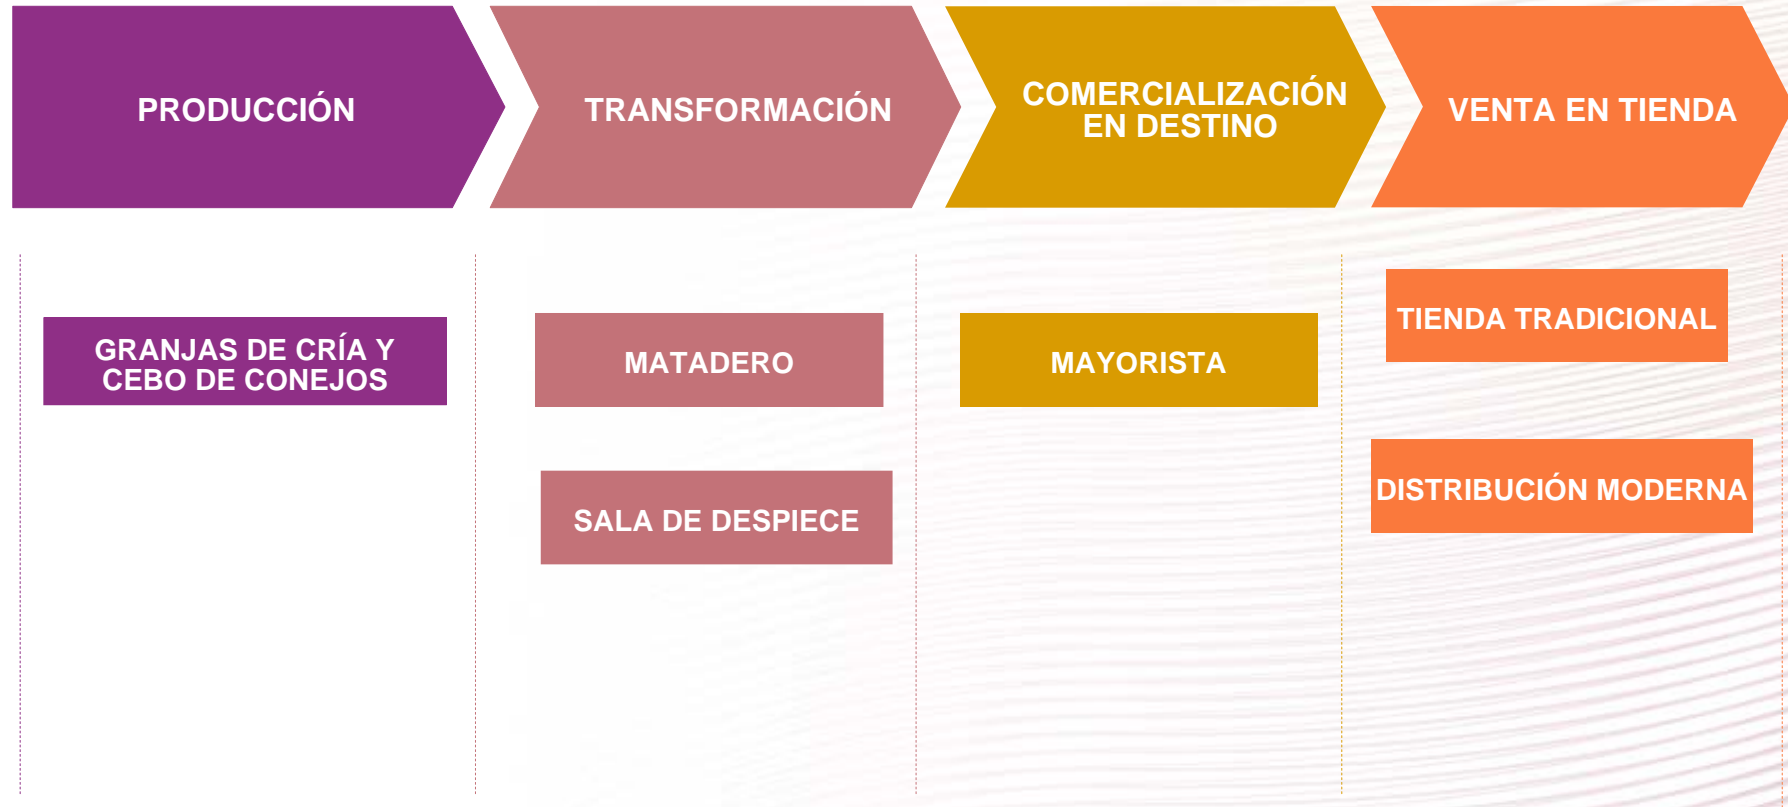 PRODUCCIÓN
TRANSFORMACIÓN
COMERCIALIZACIÓN
EN DESTINO
VENTA EN TIENDA
GRANJAS DE CRÍA Y
CEBO DE CONEJOS
MATADERO
SALA DE DESPIECE
MAYORISTA
TIENDA TRADICIONAL
DISTRIBUCIÓN MODERNA